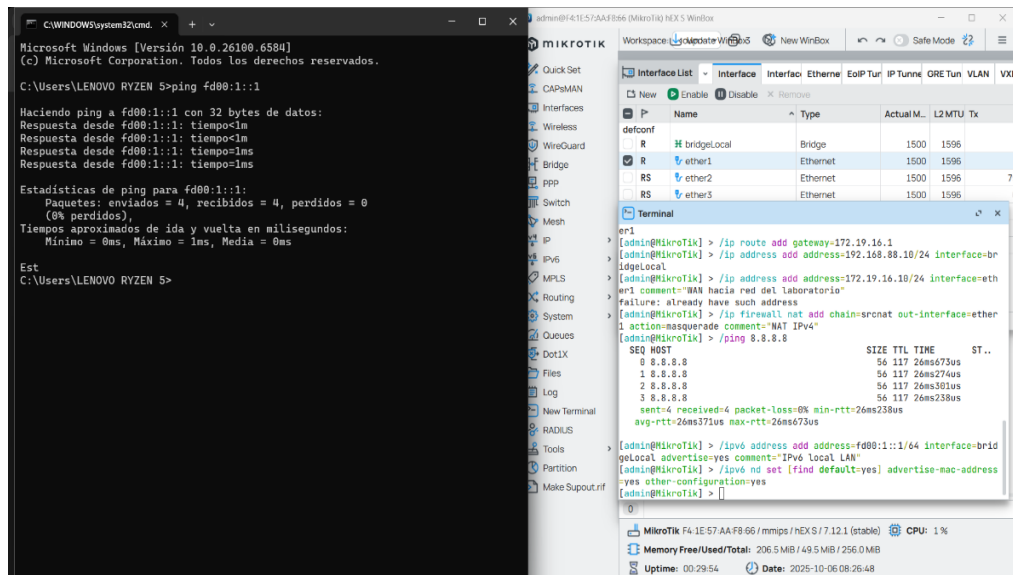 C:\WINDOWS\system32\cmd.
Microsoft Windows [Versión 10.0.26100.6584]
(c) Microsoft Corporation. Todos los derechos reservados.
C:\Users\LENOVO RYZEN 5>ping fd00:1::1
Haciendo ping a fd00:1::1 con 32 bytes de datos:
Respuesta desde fd00:1::1: tiempo<1m
Respuesta desde fd00:1::1: tiempo<1m
Respuesta desde fd00:1::1: tiempo=1ms
Respuesta desde fd00:1::1: tiempo=1ms
Estadísticas de ping para fd00:1::1:
Paquetes: enviados = 4, recibidos = 4, perdidos = 0
(0% perdidos),
Tiempos aproximados de ida y vuelta en milisegundos:
Mínimo = 0ms, Máximo = 1ms, Media = 0ms
Est
C:\Users\LENOVO RYZEN 5>
admin@F4:1E:57:AA:F8:66 (MikroTik) hEX S WinBox
MIKROTIK
Workspace:
Update WinBox
New WinBox
Safe Mode
Quick Set
CAPsMAN
Interfaces
Wireless
WireGuard
Bridge
PPP
Switch
Mesh
IP
IPv6
MPLS
Routing
System
Queues
Dot1X
Files
Log
New Terminal
RADIUS
Tools
Partition
Make Supout.rif
Interface List Interface Interfac Etherne EoIP Tur IP Tunne GRE Tun VLAN VXI
New Enable Disable Remove
Name Type Actual M... L2 MTU Tx
defconf
R bridgeLocal Bridge 1500 1596
R ether1 Ethernet 1500 1596
RS ether2 Ethernet 1500 1596 7
RS ether3 Ethernet 1500 1596
Terminal
er1
[admin@MikroTik] > /ip route add gateway=172.19.16.1
[admin@MikroTik] > /ip address add address=192.168.88.10/24 interface=br
idgeLocal
[admin@MikroTik] > /ip address add address=172.19.16.10/24 interface=eth
er1 comment="WAN hacia red del laboratorio"
failure: already have such address
[admin@MikroTik] > /ip firewall nat add chain=srcnat out-interface=ether
1 action=masquerade comment="NAT IPv4"
[admin@MikroTik] > /ping 8.8.8.8
SEQ HOST SIZE TTL TIME ST..
0 8.8.8.8 56 117 26ms673us
1 8.8.8.8 56 117 26ms274us
2 8.8.8.8 56 117 26ms301us
3 8.8.8.8 56 117 26ms238us
sent=4 received=4 packet-loss=0% min-rtt=26ms238us
avg-rtt=26ms371us max-rtt=26ms673us
[admin@MikroTik] > /ipv6 address add address=fd00:1::1/64 interface=brid
geLocal advertise=yes comment="IPv6 local LAN"
[admin@MikroTik] > /ipv6 nd set [find default=yes] advertise-mac-address
=yes other-configuration=yes
[admin@MikroTik] >
0
MikroTik F4:1E:57:AA:F8:66 / mmips / hEX S / 7.12.1 (stable) CPU: 1 %
Memory Free/Used/Total: 206.5 MiB / 49.5 MiB / 256.0 MiB
Uptime: 00:29:54 Date: 2025-10-06 08:26:48